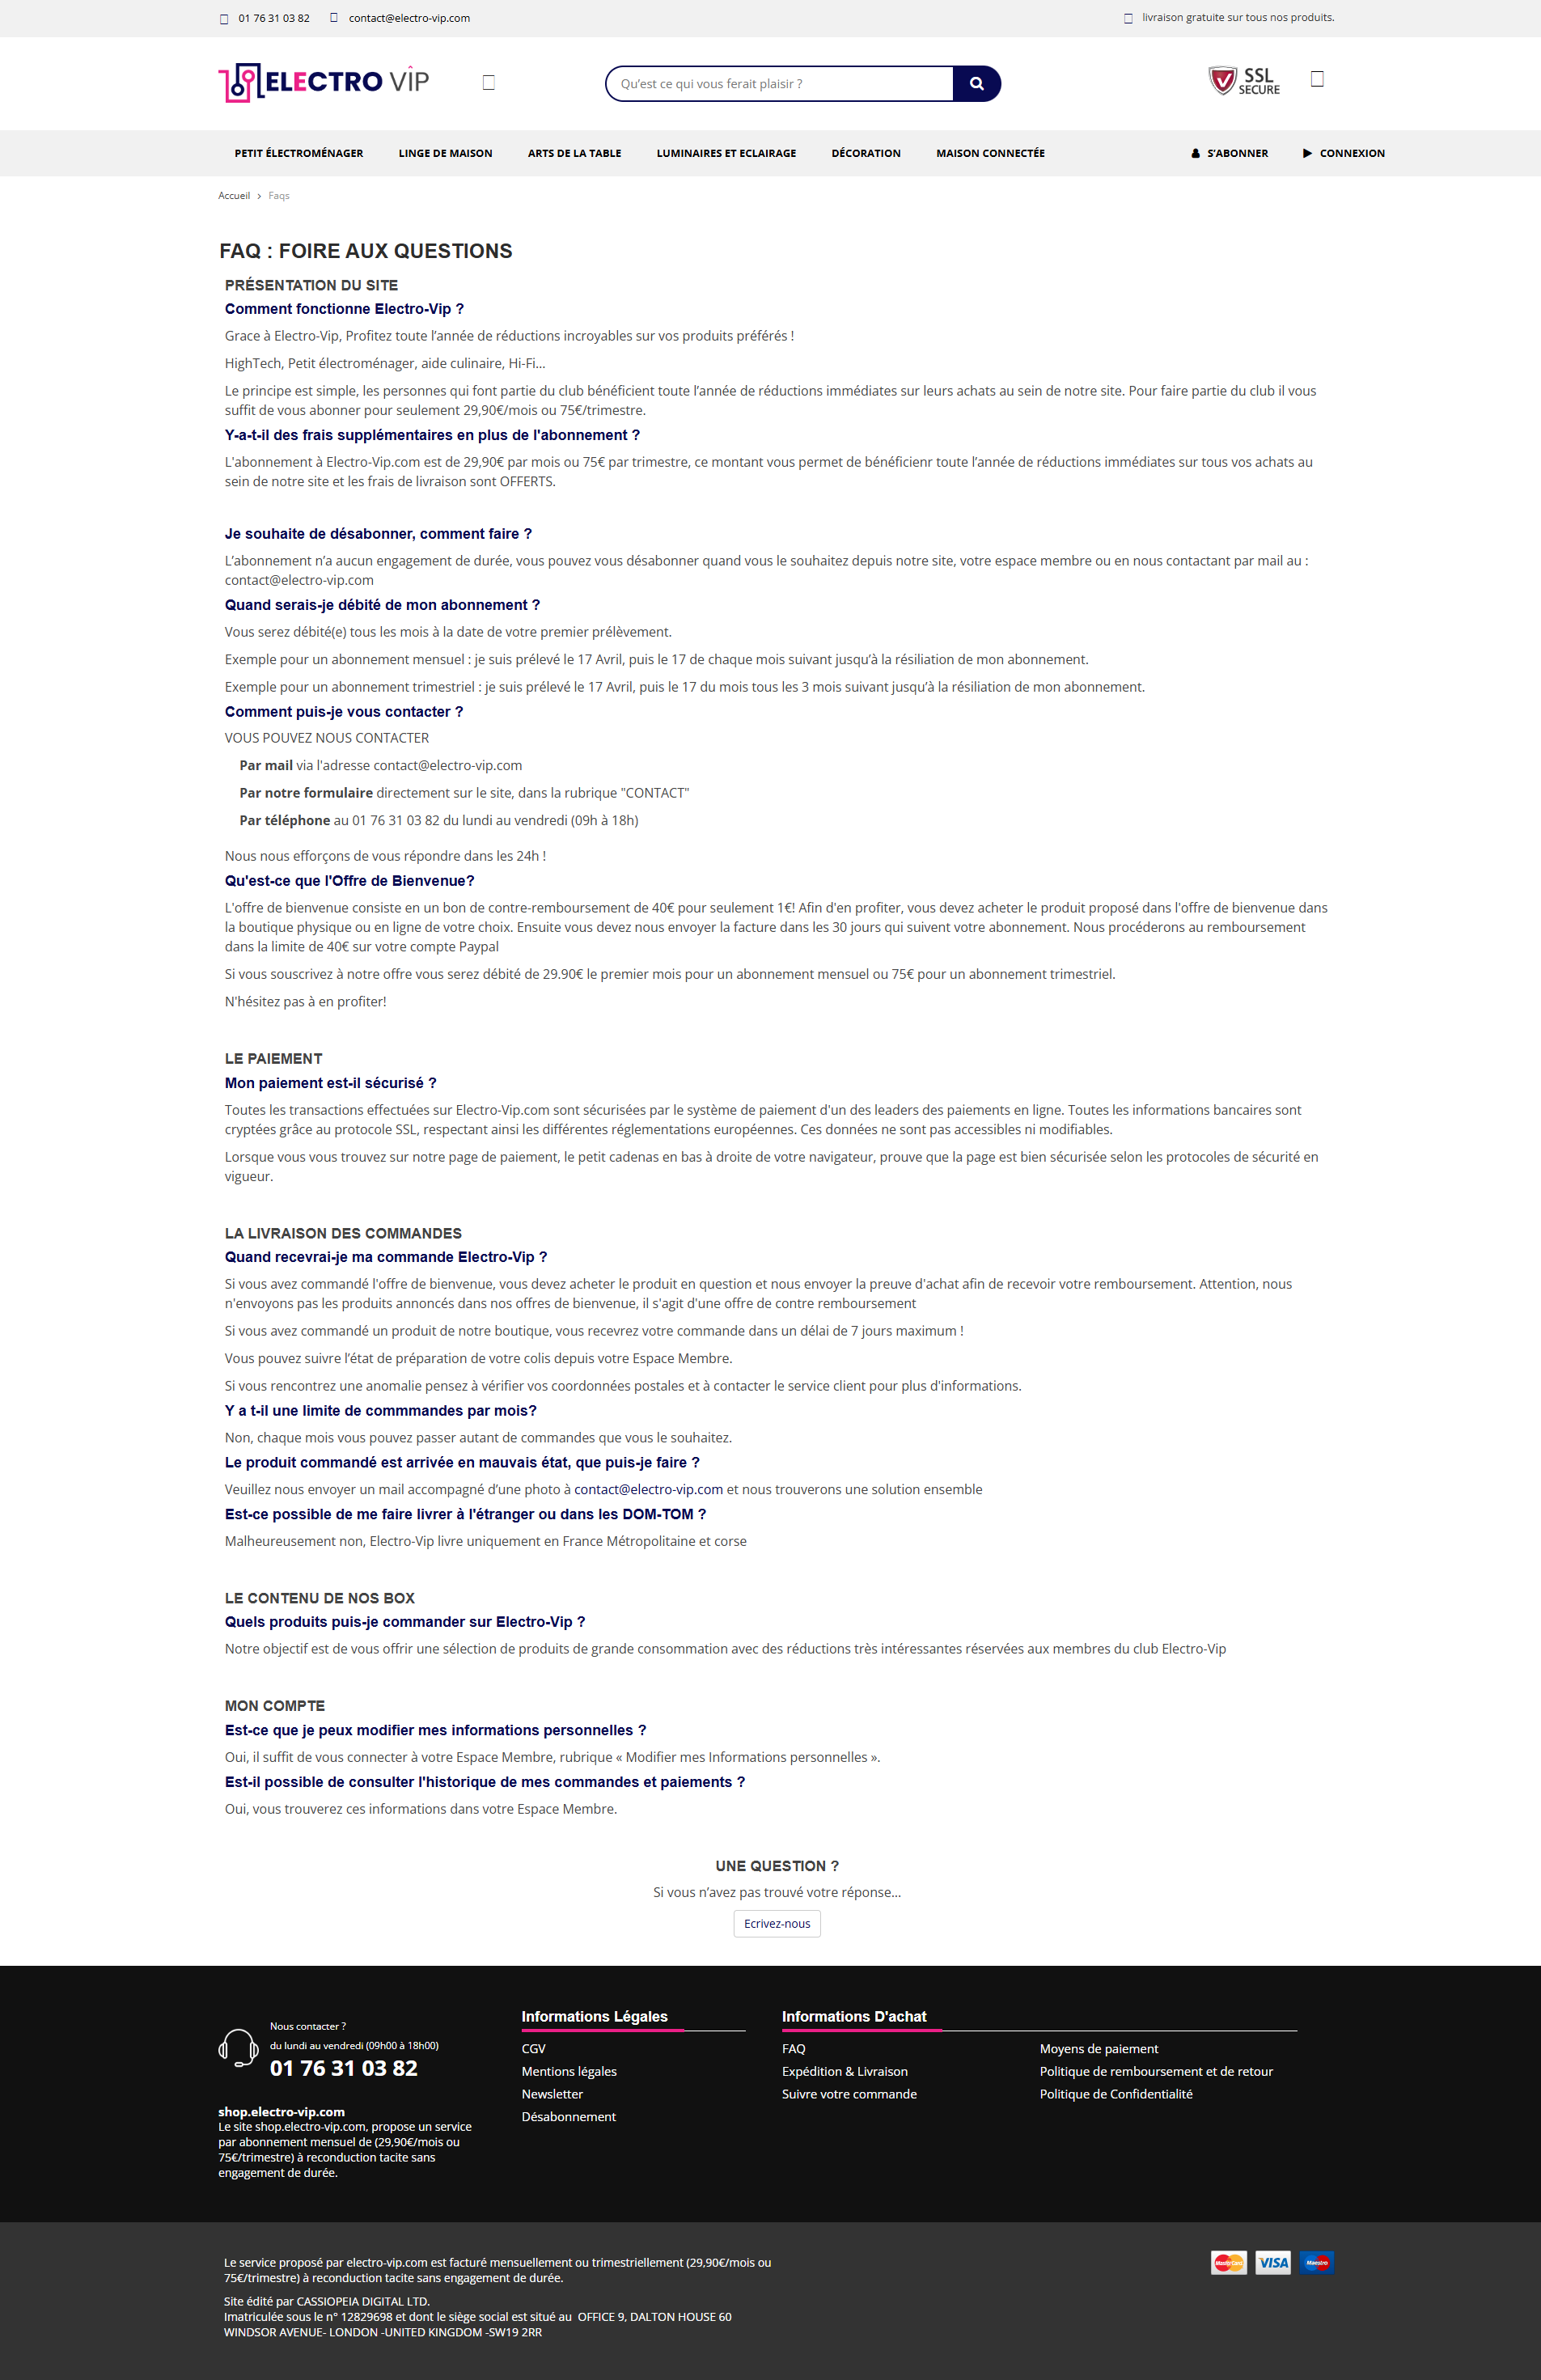 01 76 31 03 82 contact@electro-vip.com livraison gratuite sur tous nos produits.
ELECTRO VIP
Qu’est ce qui vous ferait plaisir ?
SSL
SECURE
PETIT ÉLECTROMÉNAGER LINGE DE MAISON ARTS DE LA TABLE LUMINAIRES ET ECLAIRAGE DÉCORATION MAISON CONNECTÉE S’ABONNER CONNEXION
Accueil > Faqs
FAQ : FOIRE AUX QUESTIONS
PRÉSENTATION DU SITE
Comment fonctionne Electro-Vip ?
Grace à Electro-Vip, Profitez toute l’année de réductions incroyables sur vos produits préférés !
HighTech, Petit électroménager, aide culinaire, Hi-Fi…
Le principe est simple, les personnes qui font partie du club bénéficient toute l’année de réductions immédiates sur leurs achats au sein de notre site. Pour faire partie du club il vous
suffit de vous abonner pour seulement 29,90€/mois ou 75€/trimestre.
Y-a-t-il des frais supplémentaires en plus de l'abonnement ?
L'abonnement à Electro-Vip.com est de 29,90€ par mois ou 75€ par trimestre, ce montant vous permet de bénéficienr toute l’année de réductions immédiates sur tous vos achats au
sein de notre site et les frais de livraison sont OFFERTS.
Je souhaite de désabonner, comment faire ?
L’abonnement n’a aucun engagement de durée, vous pouvez vous désabonner quand vous le souhaitez depuis notre site, votre espace membre ou en nous contactant par mail au :
contact@electro-vip.com
Quand serais-je débité de mon abonnement ?
Vous serez débité(e) tous les mois à la date de votre premier prélèvement.
Exemple pour un abonnement mensuel : je suis prélevé le 17 Avril, puis le 17 de chaque mois suivant jusqu’à la résiliation de mon abonnement.
Exemple pour un abonnement trimestriel : je suis prélevé le 17 Avril, puis le 17 du mois tous les 3 mois suivant jusqu’à la résiliation de mon abonnement.
Comment puis-je vous contacter ?
VOUS POUVEZ NOUS CONTACTER
Par mail via l'adresse contact@electro-vip.com
Par notre formulaire directement sur le site, dans la rubrique "CONTACT"
Par téléphone au 01 76 31 03 82 du lundi au vendredi (09h à 18h)
Nous nous efforçons de vous répondre dans les 24h !
Qu'est-ce que l'Offre de Bienvenue?
L'offre de bienvenue consiste en un bon de contre-remboursement de 40€ pour seulement 1€! Afin d'en profiter, vous devez acheter le produit proposé dans l'offre de bienvenue dans
la boutique physique ou en ligne de votre choix. Ensuite vous devez nous envoyer la facture dans les 30 jours qui suivent votre abonnement. Nous procéderons au remboursement
dans la limite de 40€ sur votre compte Paypal
Si vous souscrivez à notre offre vous serez débité de 29.90€ le premier mois pour un abonnement mensuel ou 75€ pour un abonnement trimestriel.
N'hésitez pas à en profiter!
LE PAIEMENT
Mon paiement est-il sécurisé ?
Toutes les transactions effectuées sur Electro-Vip.com sont sécurisées par le système de paiement d'un des leaders des paiements en ligne. Toutes les informations bancaires sont
cryptées grâce au protocole SSL, respectant ainsi les différentes réglementations européennes. Ces données ne sont pas accessibles ni modifiables.
Lorsque vous vous trouvez sur notre page de paiement, le petit cadenas en bas à droite de votre navigateur, prouve que la page est bien sécurisée selon les protocoles de sécurité en
vigueur.
LA LIVRAISON DES COMMANDES
Quand recevrai-je ma commande Electro-Vip ?
Si vous avez commandé l'offre de bienvenue, vous devez acheter le produit en question et nous envoyer la preuve d'achat afin de recevoir votre remboursement. Attention, nous
n'envoyons pas les produits annoncés dans nos offres de bienvenue, il s'agit d'une offre de contre remboursement
Si vous avez commandé un produit de notre boutique, vous recevrez votre commande dans un délai de 7 jours maximum !
Vous pouvez suivre l’état de préparation de votre colis depuis votre Espace Membre.
Si vous rencontrez une anomalie pensez à vérifier vos coordonnées postales et à contacter le service client pour plus d'informations.
Y a t-il une limite de commmandes par mois?
Non, chaque mois vous pouvez passer autant de commandes que vous le souhaitez.
Le produit commandé est arrivée en mauvais état, que puis-je faire ?
Veuillez nous envoyer un mail accompagné d’une photo à contact@electro-vip.com et nous trouverons une solution ensemble
Est-ce possible de me faire livrer à l'étranger ou dans les DOM-TOM ?
Malheureusement non, Electro-Vip livre uniquement en France Métropolitaine et corse
LE CONTENU DE NOS BOX
Quels produits puis-je commander sur Electro-Vip ?
Notre objectif est de vous offrir une sélection de produits de grande consommation avec des réductions très intéressantes réservées aux membres du club Electro-Vip
MON COMPTE
Est-ce que je peux modifier mes informations personnelles ?
Oui, il suffit de vous connecter à votre Espace Membre, rubrique « Modifier mes Informations personnelles ».
Est-il possible de consulter l'historique de mes commandes et paiements ?
Oui, vous trouverez ces informations dans votre Espace Membre.
UNE QUESTION ?
Si vous n’avez pas trouvé votre réponse…
Ecrivez-nous
Nous contacter ?
du lundi au vendredi (09h00 à 18h00)
01 76 31 03 82
shop.electro-vip.com
Le site shop.electro-vip.com, propose un service
par abonnement mensuel de (29,90€/mois ou
75€/trimestre) à reconduction tacite sans
engagement de durée.
Informations Légales
CGV
Mentions légales
Newsletter
Désabonnement
Informations D'achat
FAQ
Expédition & Livraison
Suivre votre commande
Moyens de paiement
Politique de remboursement et de retour
Politique de Confidentialité
Le service proposé par electro-vip.com est facturé mensuellement ou trimestriellement (29,90€/mois ou
75€/trimestre) à reconduction tacite sans engagement de durée.
Site édité par CASSIOPEIA DIGITAL LTD.
Imatriculée sous le n° 12829698 et dont le siège social est situé au OFFICE 9, DALTON HOUSE 60
WINDSOR AVENUE- LONDON -UNITED KINGDOM -SW19 2RR
MasterCard VISA Maestro